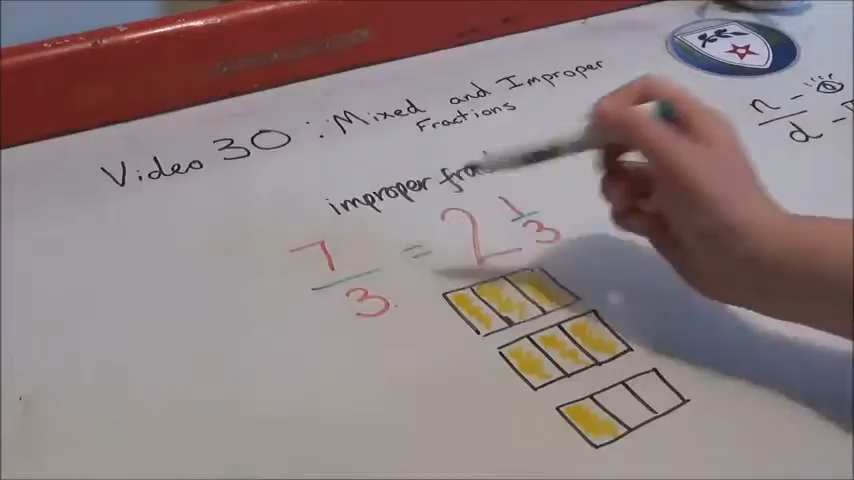 Video 30 : Mixed and Improper
Fractions
n
d
improper
7/3 = 2 1/3